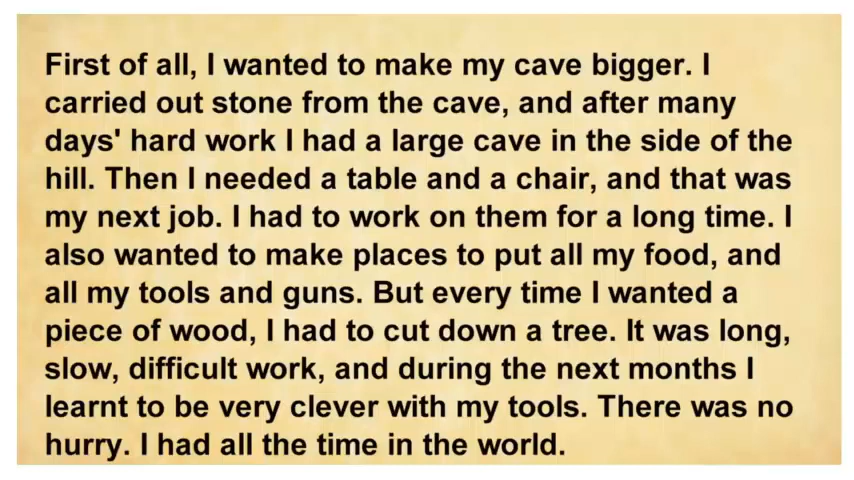 First of all, I wanted to make my cave bigger. I
carried out stone from the cave, and after many
days' hard work I had a large cave in the side of the
hill. Then I needed a table and a chair, and that was
my next job. I had to work on them for a long time. I
also wanted to make places to put all my food, and
all my tools and guns. But every time I wanted a
piece of wood, I had to cut down a tree. It was long,
slow, difficult work, and during the next months I
learnt to be very clever with my tools. There was no
hurry. I had all the time in the world.